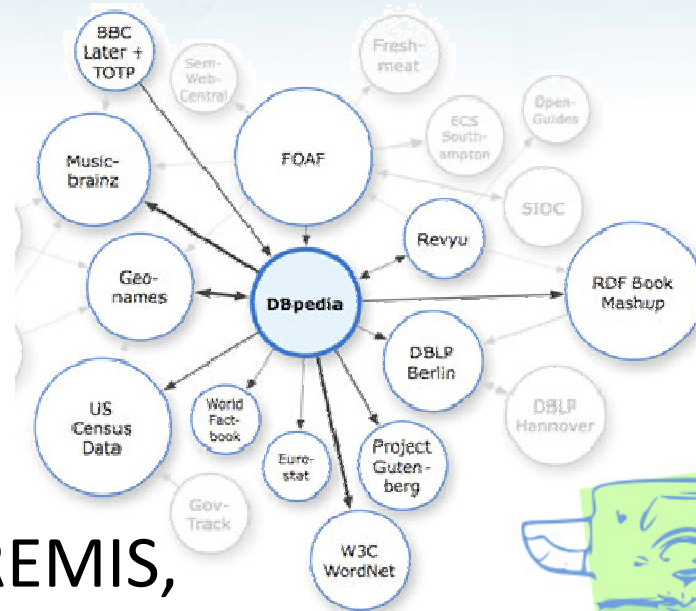 BBC
Later +
TOTP
Fresh-
meat
Sem-
Web-
Central
Open-
Guides
ECS
South-
ampton
Music-
brainz
FOAF
SIOC
Revyu
Geo-
names
DBpedia
RDF Book
Mashup
DBLP
Berlin
US
Census
Data
World
Fact-
book
DBLP
Hannover
Euro-
stat
Project
Guten-
berg
Gov-
Track
W3C
WordNet
REMIS,